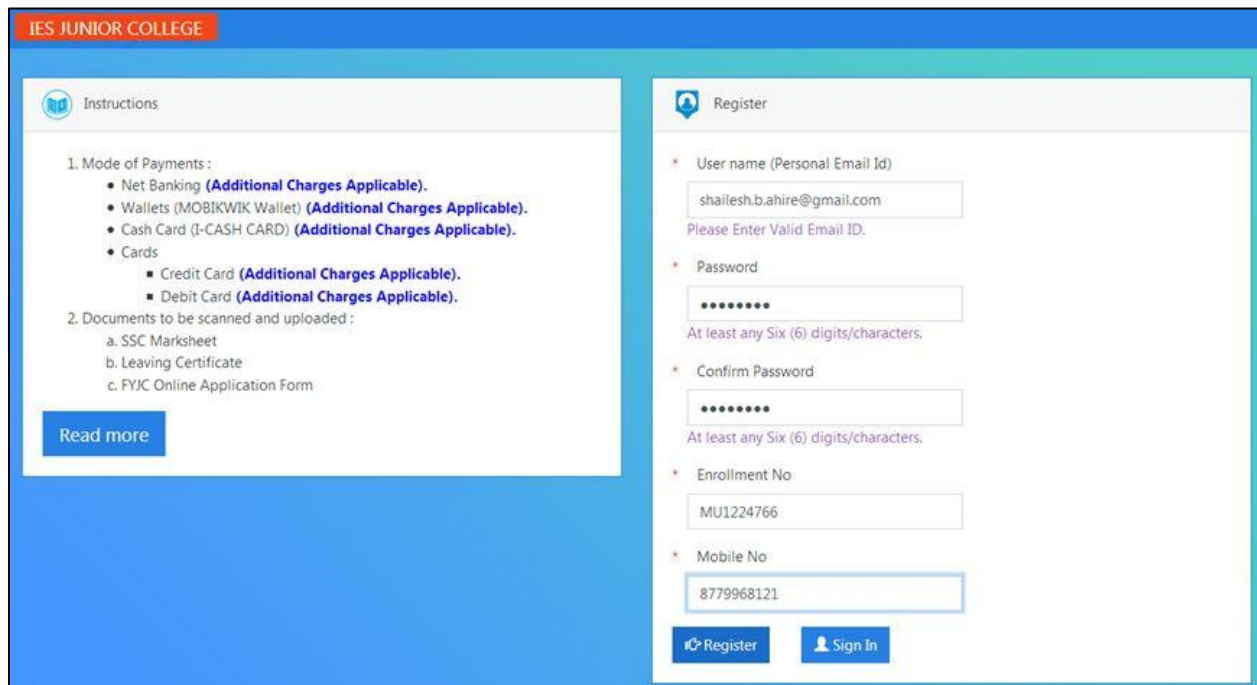 IES JUNIOR COLLEGE
Instructions
1. Mode of Payments :
• Net Banking (Additional Charges Applicable).
• Wallets (MOBIKWIK Wallet) (Additional Charges Applicable).
• Cash Card (I-CASH CARD) (Additional Charges Applicable).
• Cards
▪ Credit Card (Additional Charges Applicable).
▪ Debit Card (Additional Charges Applicable).
2. Documents to be scanned and uploaded :
a. SSC Marksheet
b. Leaving Certificate
c. FYJC Online Application Form
Read more
Register
* User name (Personal Email Id)
shailesh.b.ahire@gmail.com
Please Enter Valid Email ID.
* Password
••••••••
At least any Six (6) digits/characters.
* Confirm Password
••••••••
At least any Six (6) digits/characters.
* Enrollment No
MU1224766
* Mobile No
8779968121
Register
Sign In